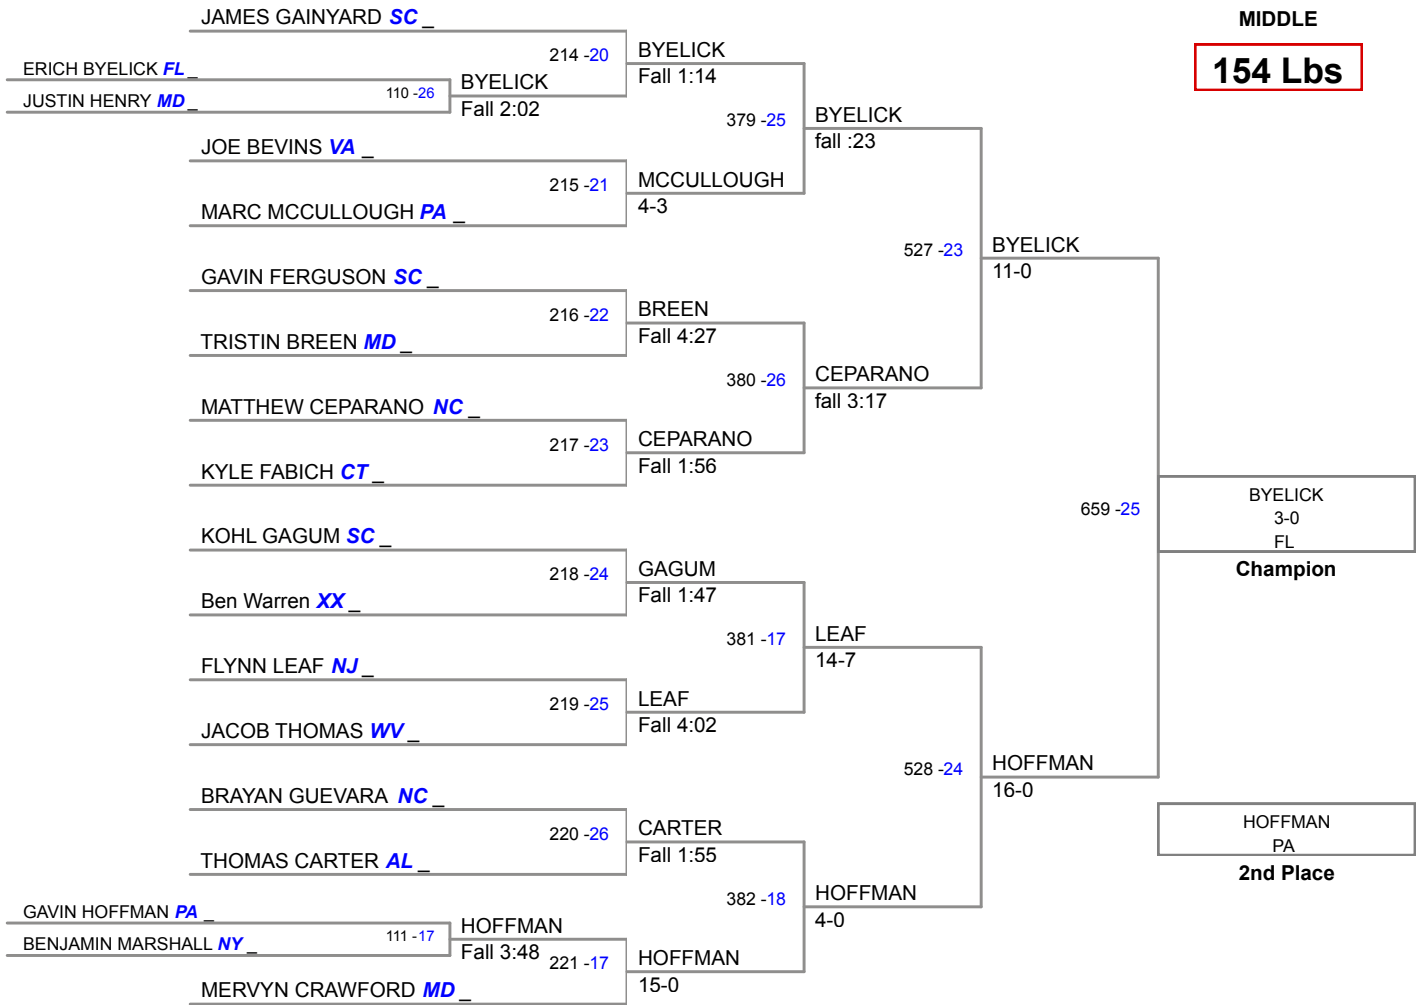 JAMES GAINYARD SC _
MIDDLE
154 Lbs
214 -20
BYELICK
Fall 1:14
ERICH BYELICK FL _
JUSTIN HENRY MD _
110 -26
BYELICK
Fall 2:02
379 -25
BYELICK
fall :23
JOE BEVINS VA _
215 -21
MCCULLOUGH
4-3
MARC MCCULLOUGH PA _
527 -23
BYELICK
11-0
GAVIN FERGUSON SC _
216 -22
BREEN
Fall 4:27
TRISTIN BREEN MD _
380 -26
CEPARANO
fall 3:17
MATTHEW CEPARANO NC _
217 -23
CEPARANO
Fall 1:56
KYLE FABICH CT _
659 -25
BYELICK
3-0
FL
Champion
KOHL GAGUM SC _
218 -24
GAGUM
Fall 1:47
Ben Warren XX _
381 -17
LEAF
14-7
FLYNN LEAF NJ _
219 -25
LEAF
Fall 4:02
JACOB THOMAS WV _
528 -24
HOFFMAN
16-0
BRAYAN GUEVARA NC _
220 -26
CARTER
Fall 1:55
THOMAS CARTER AL _
HOFFMAN
PA
2nd Place
382 -18
HOFFMAN
4-0
GAVIN HOFFMAN PA _
BENJAMIN MARSHALL NY _
111 -17
HOFFMAN
Fall 3:48
221 -17
HOFFMAN
15-0
MERVYN CRAWFORD MD _